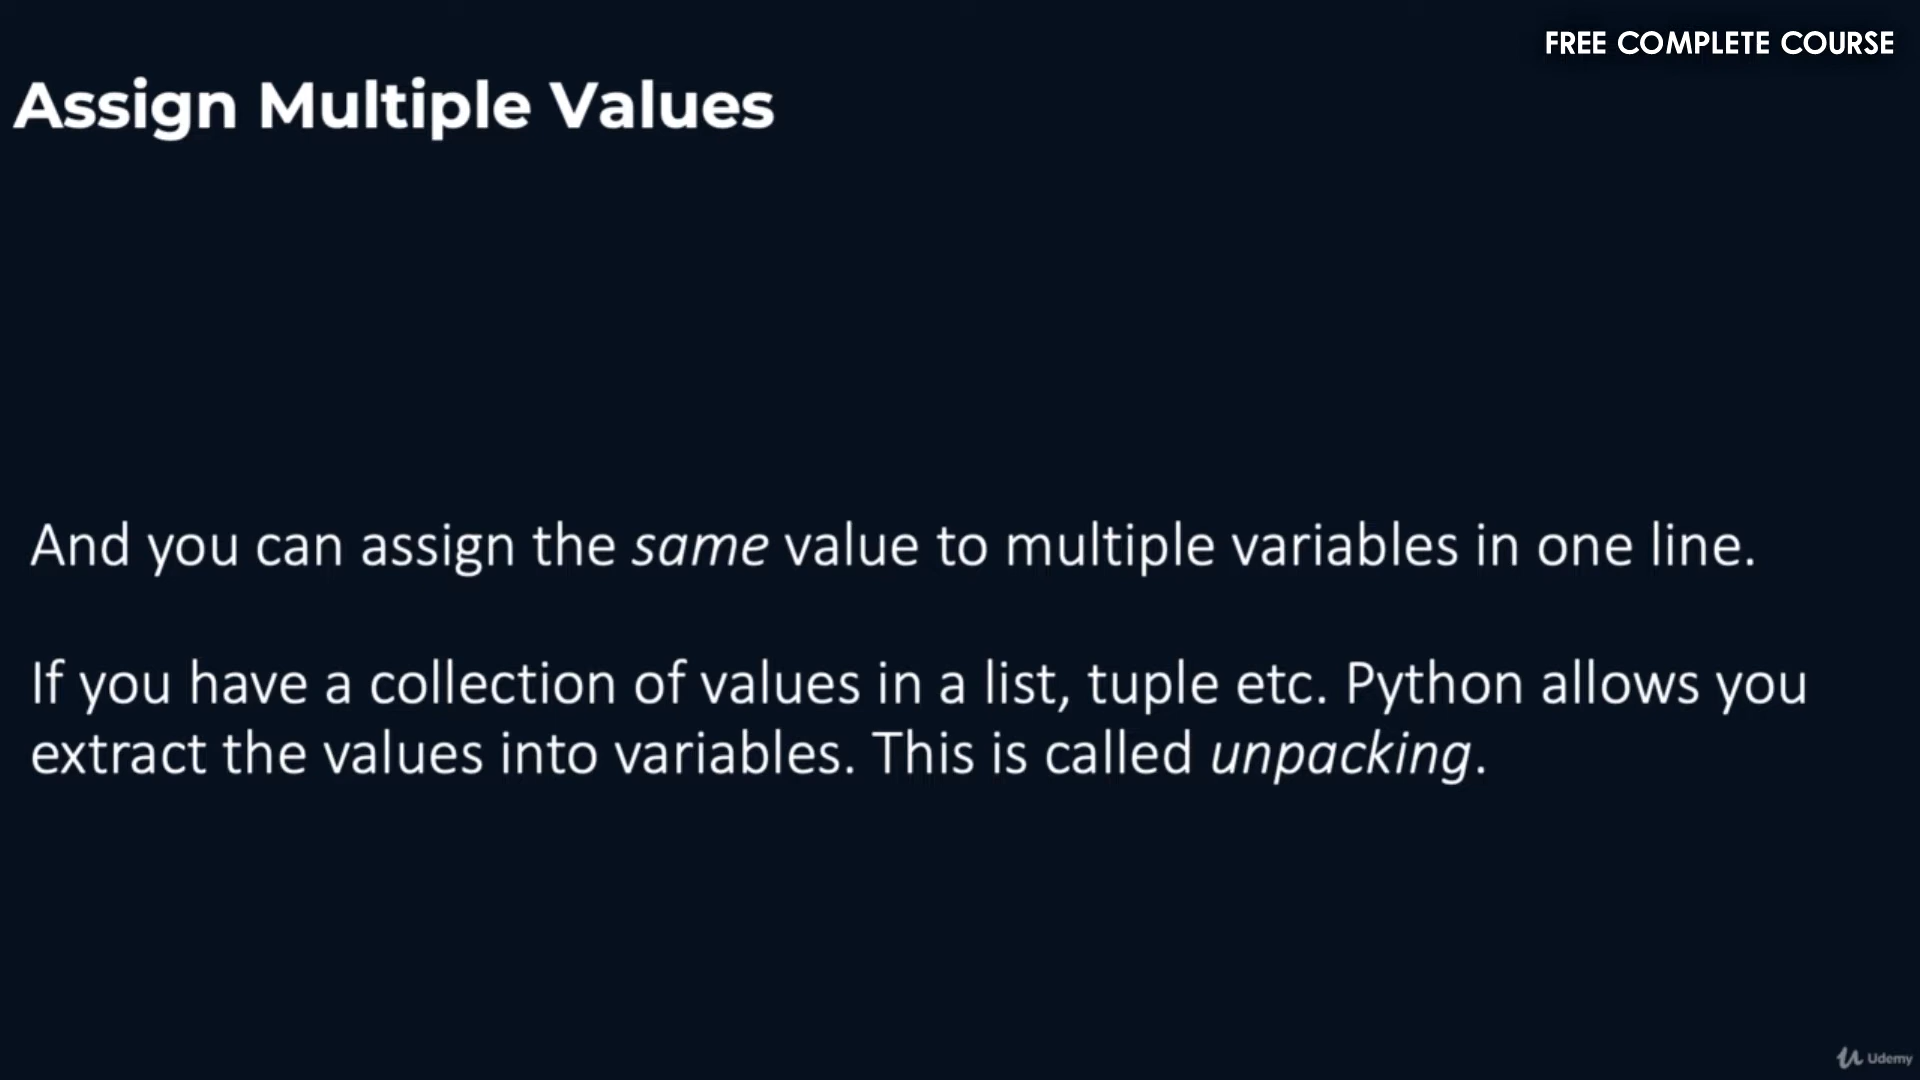 FREE COMPLETE COURSE
Assign Multiple Values
And you can assign the same value to multiple variables in one line.
If you have a collection of values in a list, tuple etc. Python allows you
extract the values into variables. This is called unpacking.
Udemy